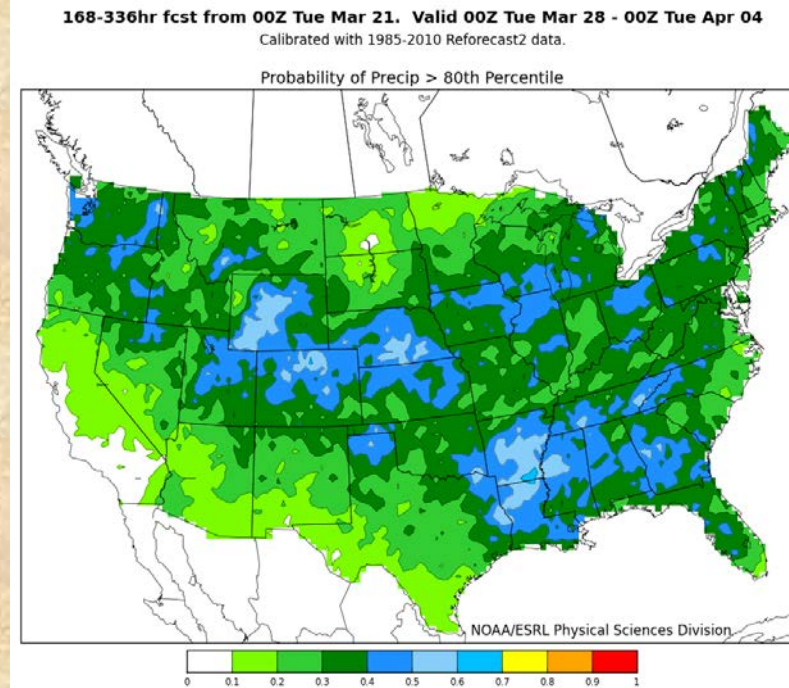 168-336hr fcst from 00Z Tue Mar 21.  Valid 00Z Tue Mar 28 - 00Z Tue Apr 04
Calibrated with 1985-2010 Reforecast2 data.
Probability of Precip > 80th Percentile
NOAA/ESRL Physical Sciences Division
0 0.1 0.2 0.3 0.4 0.5 0.6 0.7 0.8 0.9 1